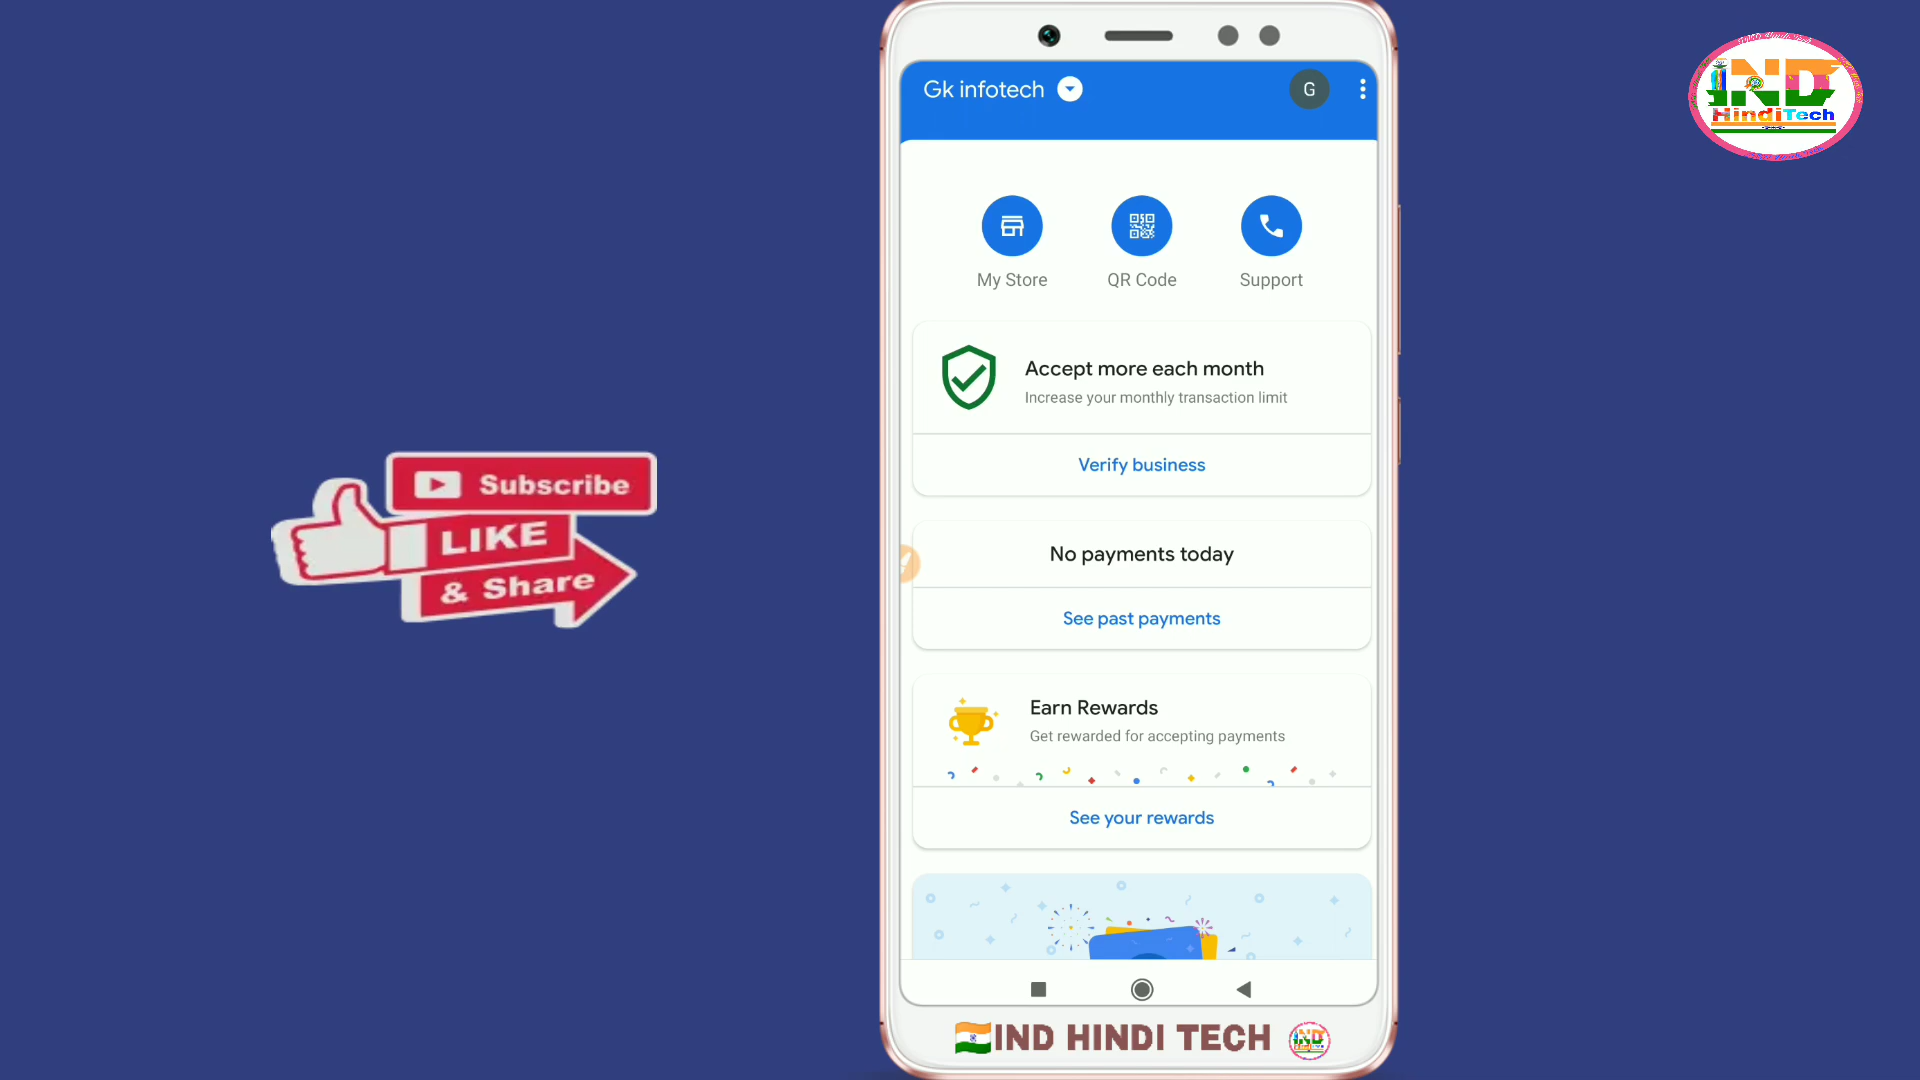 Gk infotech
G
IND
HindiTech
My Store
QR Code
Support
Accept more each month
Increase your monthly transaction limit
Verify business
No payments today
See past payments
Earn Rewards
Get rewarded for accepting payments
See your rewards
Subscribe
LIKE
& Share
IND HINDI TECH
IND